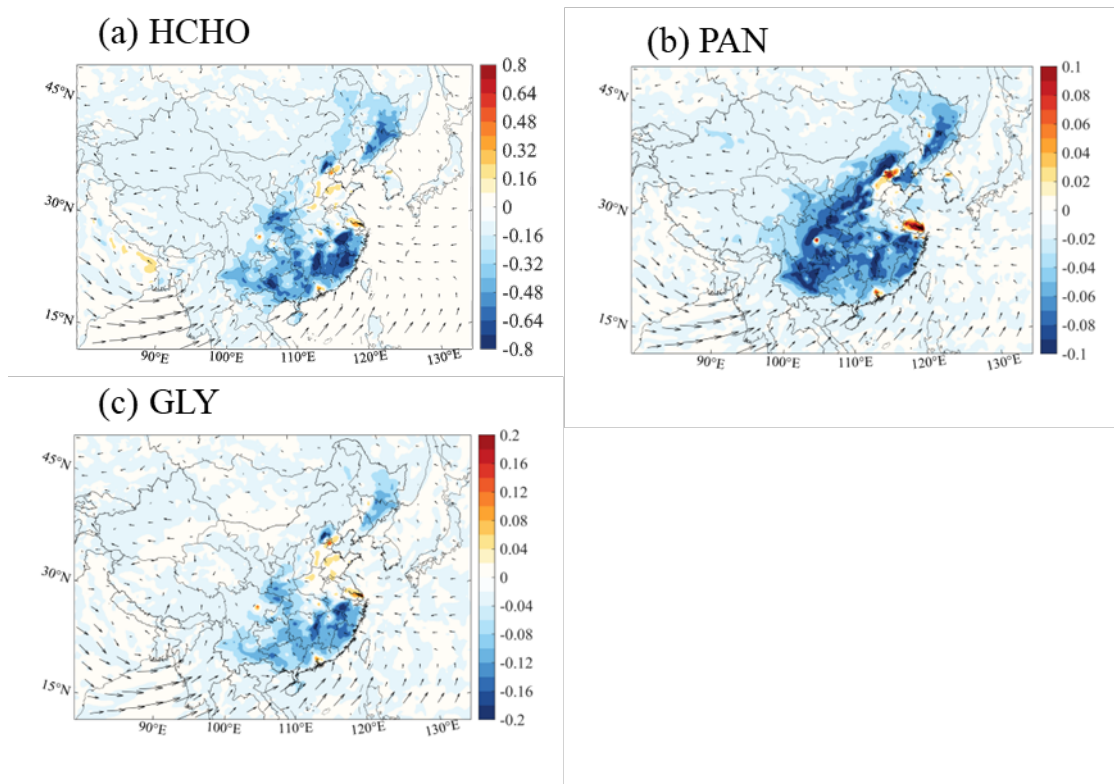 (a) HCHO
45°N
30°N
15°N
90°E 100°E 110°E 120°E 130°E
0.8
0.64
0.48
0.32
0.16
0
-0.16
-0.32
-0.48
-0.64
-0.8
(b) PAN
45°N
30°N
15°N
90°E 100°E 110°E 120°E 130°E
0.1
0.08
0.06
0.04
0.02
0
-0.02
-0.04
-0.06
-0.08
-0.1
(c) GLY
45°N
30°N
15°N
90°E 100°E 110°E 120°E 130°E
0.2
0.16
0.12
0.08
0.04
0
-0.04
-0.08
-0.12
-0.16
-0.2